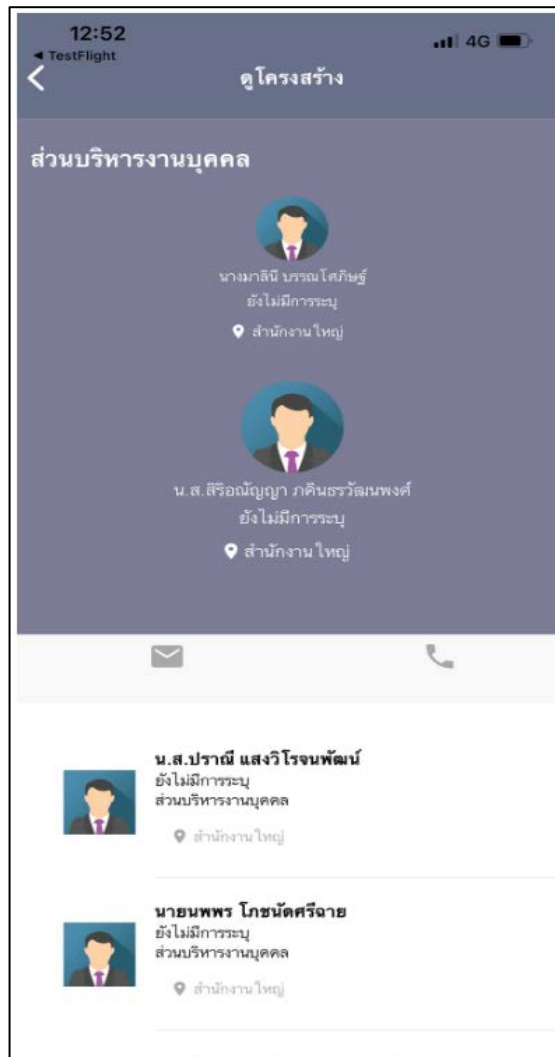 12:52
4G
◀ TestFlight
ดูโครงสร้าง
ส่วนบริหารงานบุคคล
นางมาลินี บรรณโศภิษฐ์
ยังไม่มีการระบุ
สำนักงานใหญ่
น.ส.สิริอณัญญา ภคินธรวัฒนพงศ์
ยังไม่มีการระบุ
สำนักงานใหญ่
น.ส.ปราณี แสงวิโรจนพัฒน์
ยังไม่มีการระบุ
ส่วนบริหารงานบุคคล
สำนักงานใหญ่
นายนพพร โภชนัดศรีฉาย
ยังไม่มีการระบุ
ส่วนบริหารงานบุคคล
สำนักงานใหญ่